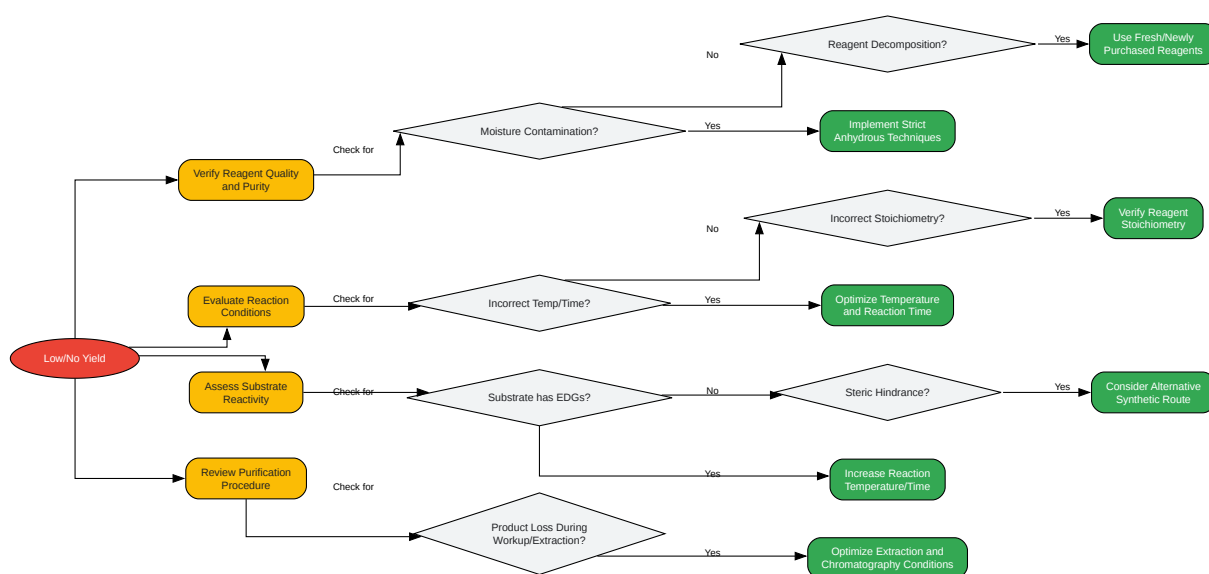 Reagent Decomposition?
Yes
Use Fresh/Newly
Purchased Reagents
No
Moisture Contamination?
Yes
Implement Strict
Anhydrous Techniques
Check for
Verify Reagent Quality
and Purity
Incorrect Stoichiometry?
Yes
Verify Reagent
Stoichiometry
No
Evaluate Reaction
Conditions
Check for
Incorrect Temp/Time?
Yes
Optimize Temperature
and Reaction Time
Low/No Yield
Assess Substrate
Reactivity
Check for
Substrate has EDGs?
No
Steric Hindrance?
Yes
Consider Alternative
Synthetic Route
Review Purification
Procedure
Check for
Yes
Increase Reaction
Temperature/Time
Product Loss During
Workup/Extraction?
Yes
Optimize Extraction and
Chromatography Conditions